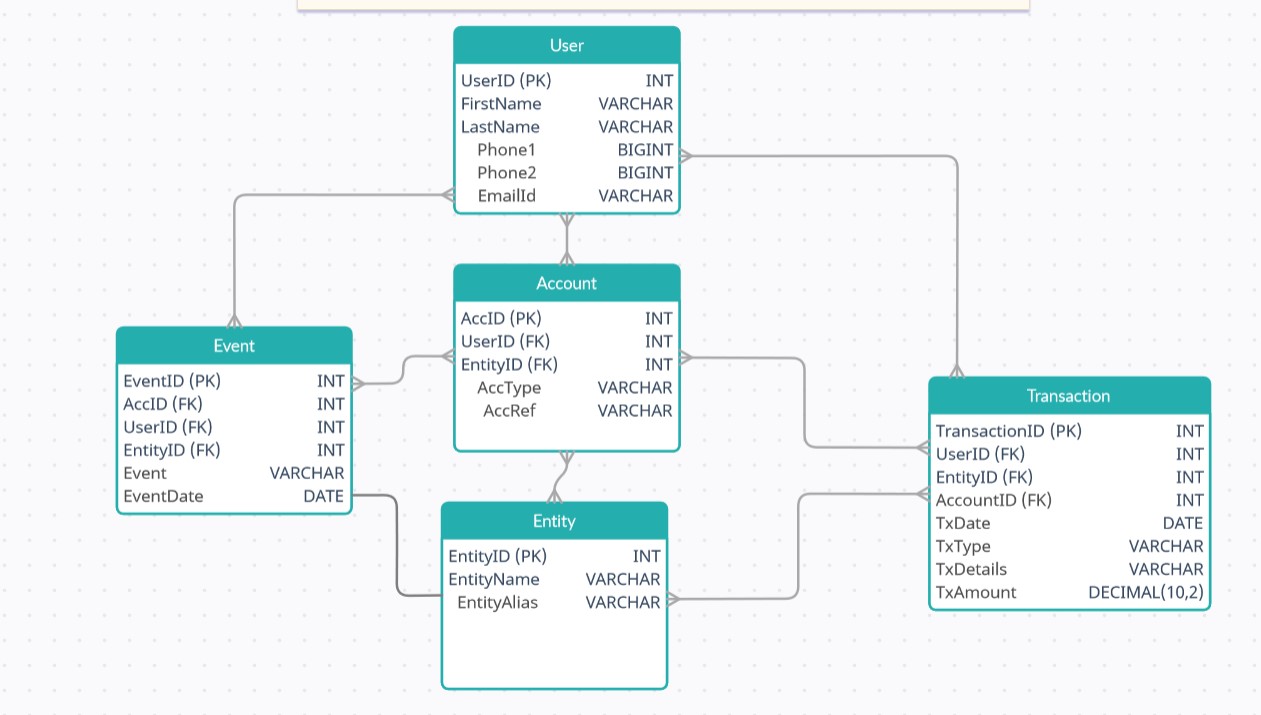 User
UserID (PK) INT
FirstName VARCHAR
LastName VARCHAR
Phone1 BIGINT
Phone2 BIGINT
EmailId VARCHAR
Account
AccID (PK) INT
UserID (FK) INT
EntityID (FK) INT
AccType VARCHAR
AccRef VARCHAR
Event
EventID (PK) INT
AccID (FK) INT
UserID (FK) INT
EntityID (FK) INT
Event VARCHAR
EventDate DATE
Transaction
TransactionID (PK) INT
UserID (FK) INT
EntityID (FK) INT
AccountID (FK) INT
TxDate DATE
TxType VARCHAR
TxDetails VARCHAR
TxAmount DECIMAL(10,2)
Entity
EntityID (PK) INT
EntityName VARCHAR
EntityAlias VARCHAR